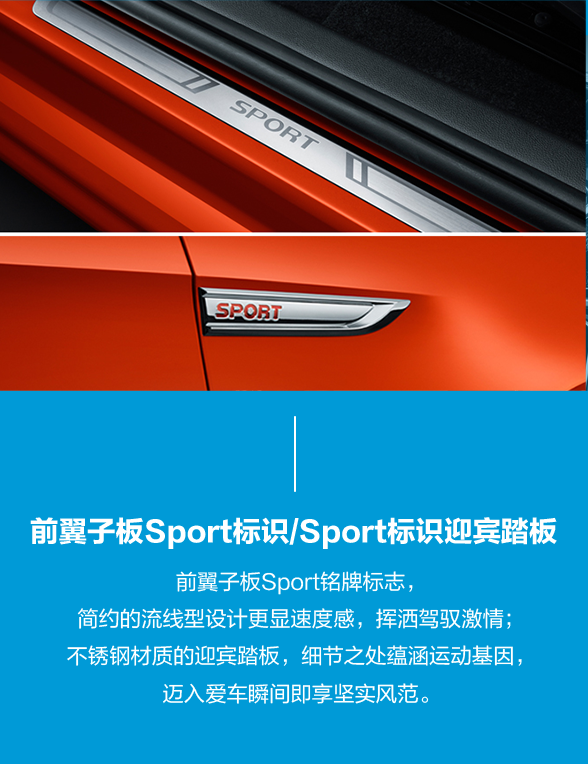 SPORT
SPORT
前翼子板Sport标识/Sport标识迎宾踏板
前翼子板Sport铭牌标志，
简约的流线型设计更显速度感，挥洒驾驭激情；
不锈钢材质的迎宾踏板，细节之处蕴涵运动基因，
迈入爱车瞬间即享坚实风范。